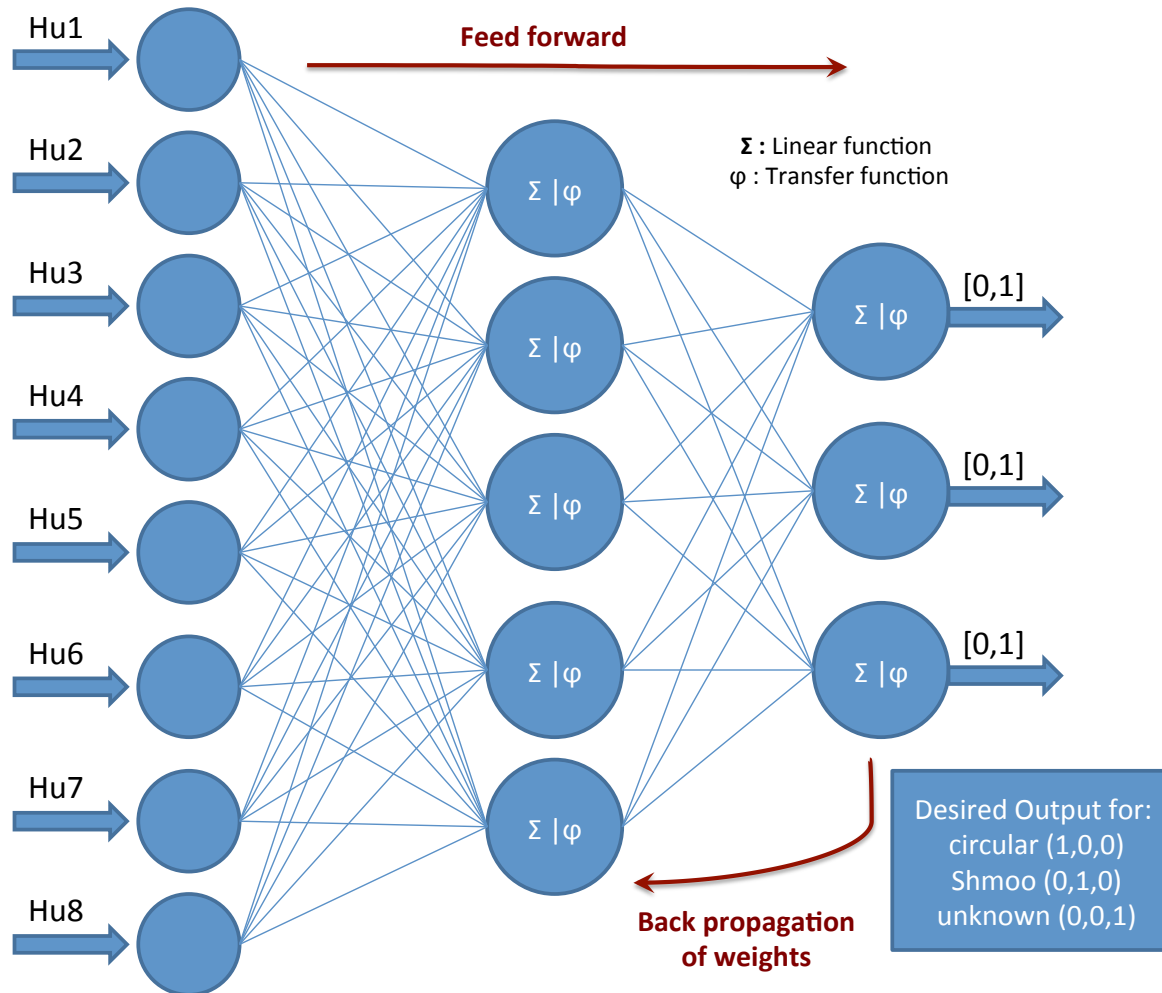 Hu1
Feed forward
Hu2
Σ : Linear function
φ : Transfer function
Σ |φ
Hu3
[0,1]
Σ |φ
Σ |φ
Hu4
[0,1]
Hu5
Σ |φ
Σ |φ
Hu6
[0,1]
Σ |φ
Σ |φ
Hu7
Desired Output for:
circular (1,0,0)
Shmoo (0,1,0)
unknown (0,0,1)
Σ |φ
Hu8
Back propagation
of weights